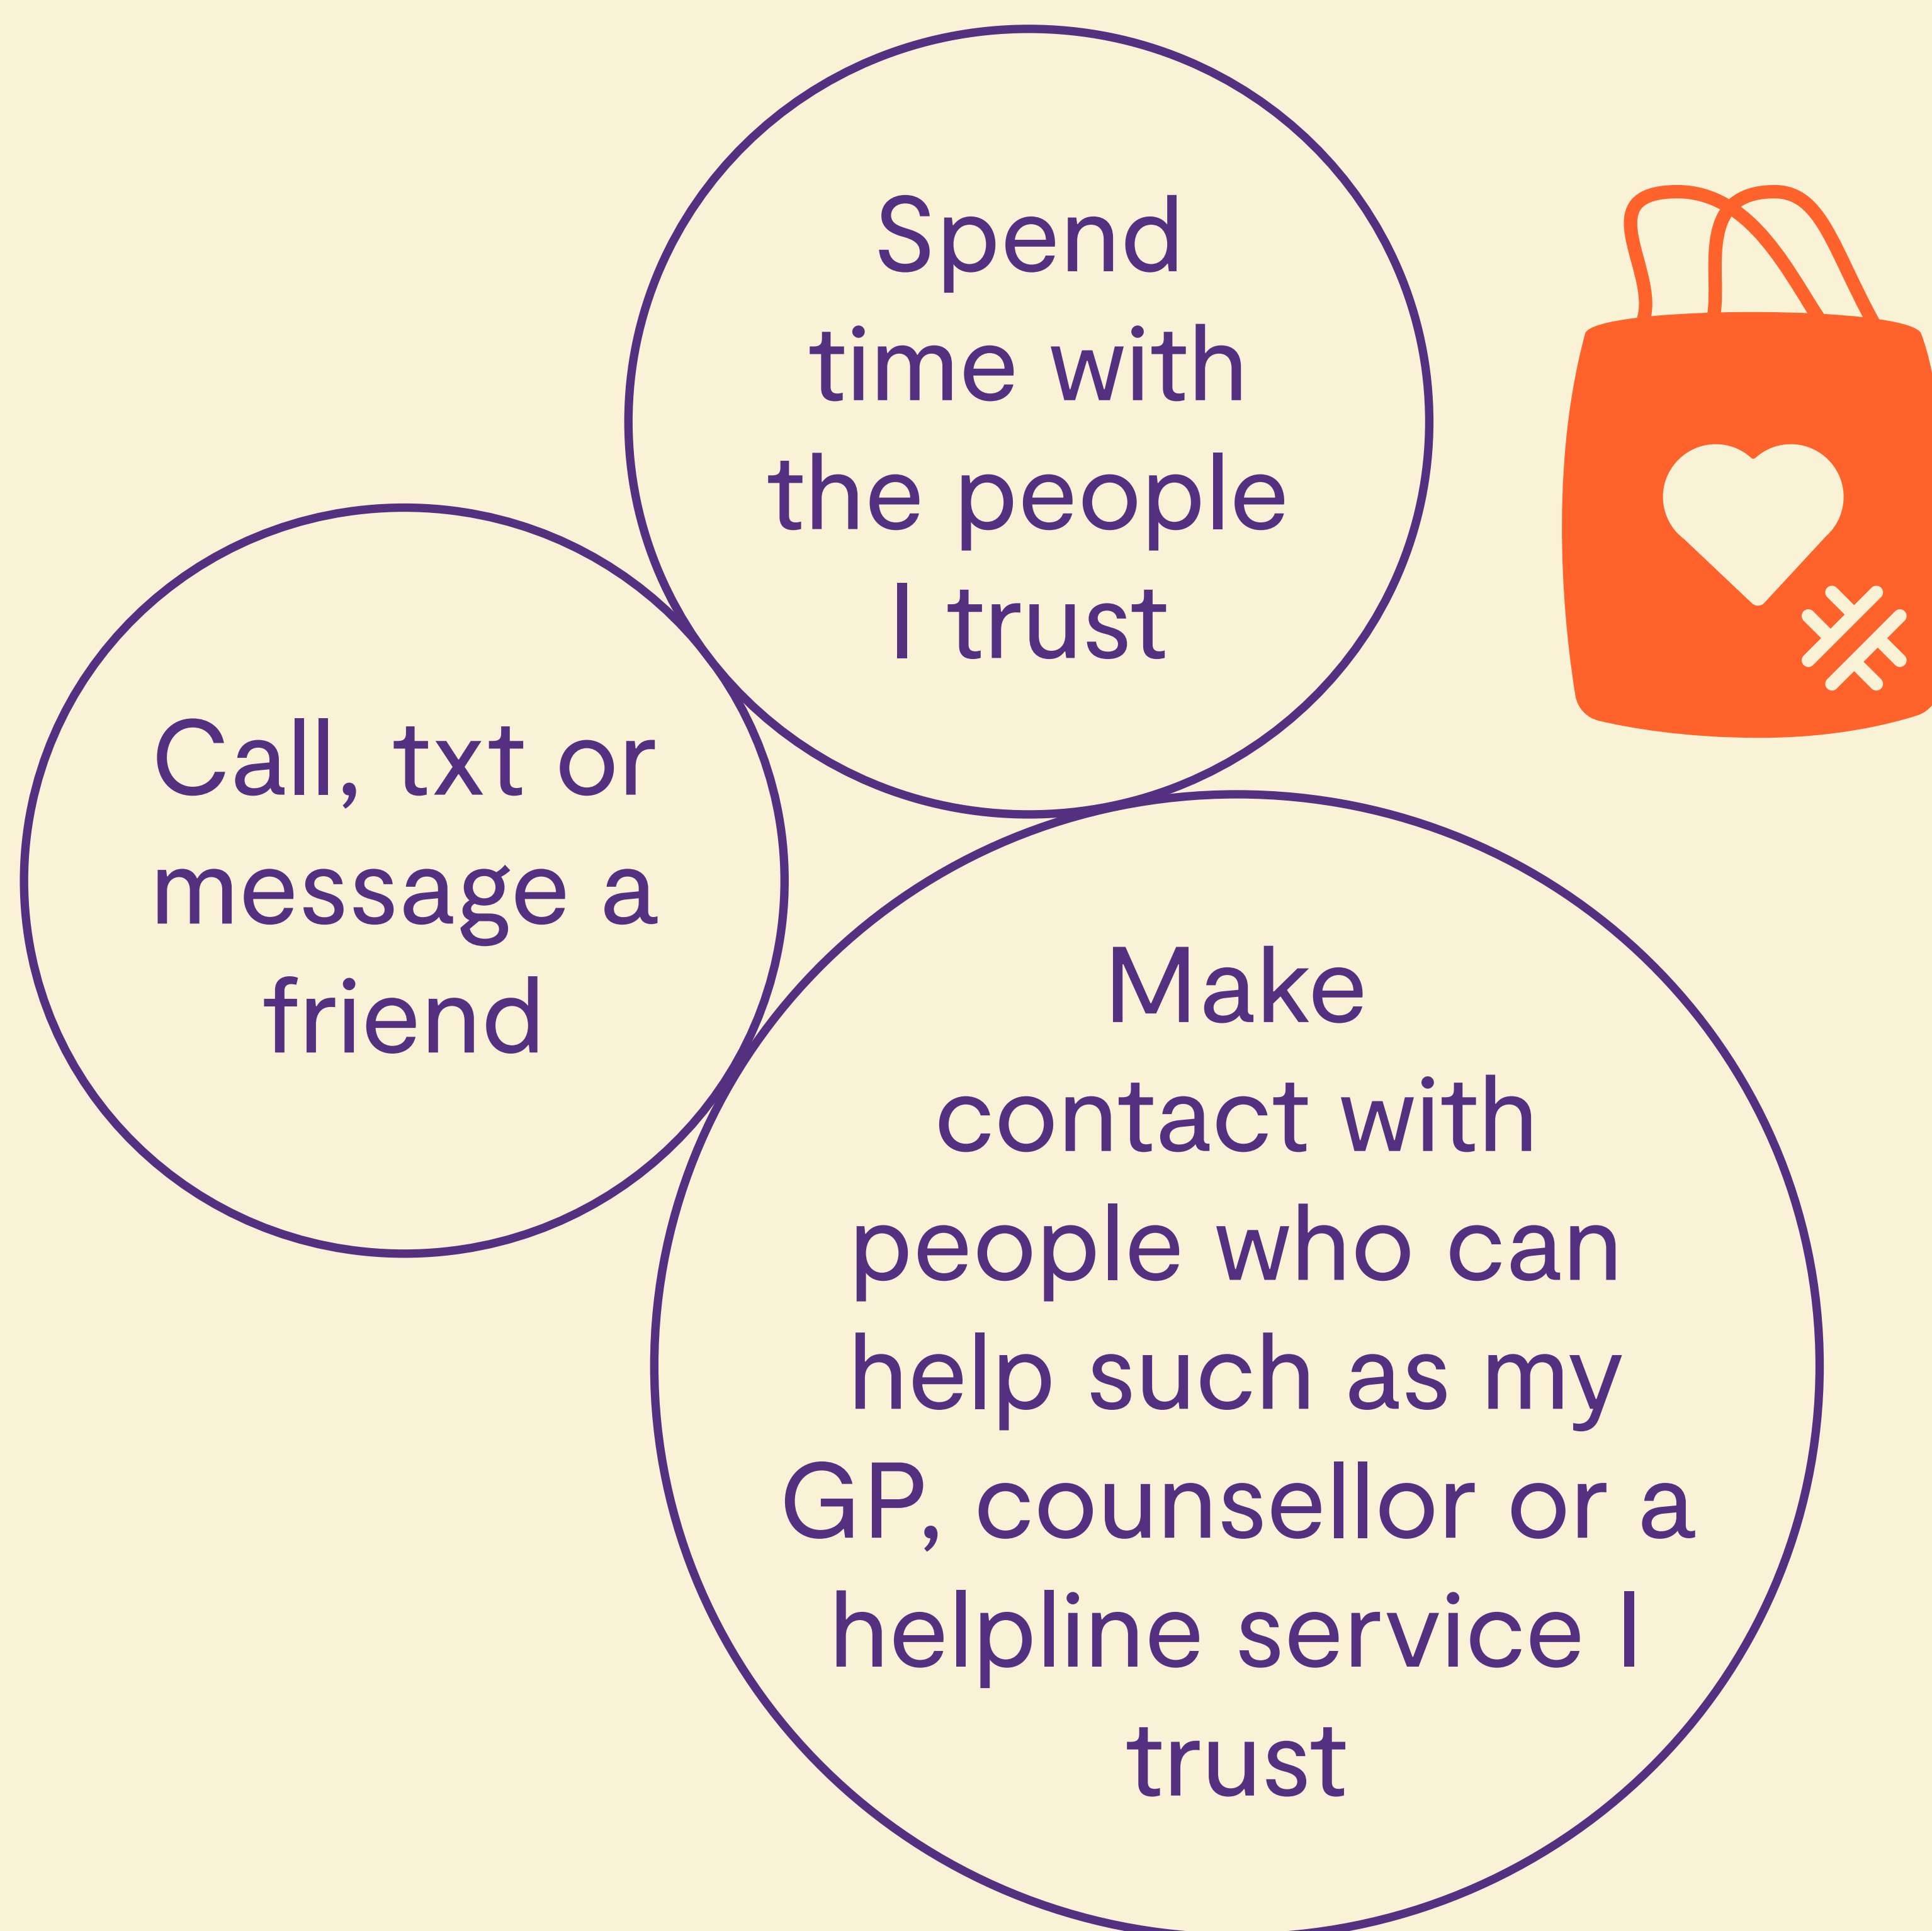 Spend
time with
the people
I trust
Call, txt or
message a
friend
Make
contact with
people who can
help such as my
GP, counsellor or a
helpline service I
trust